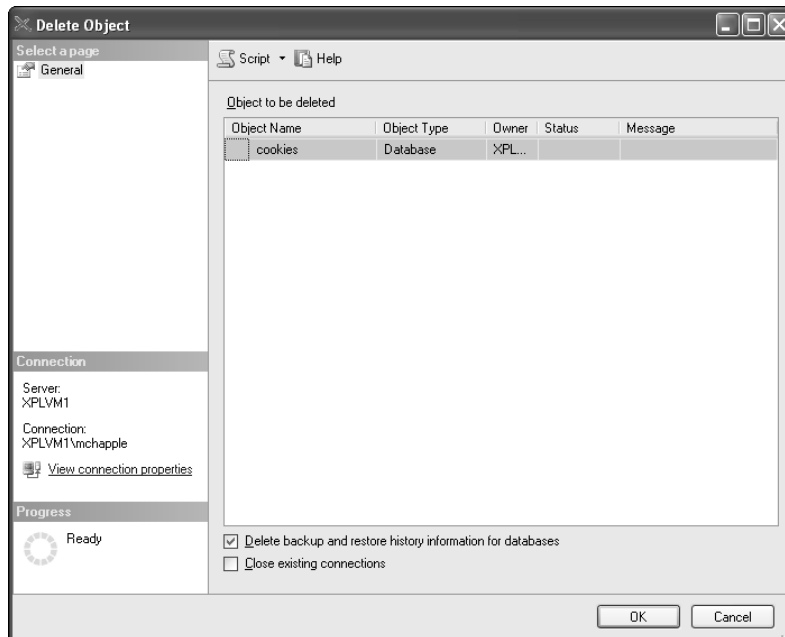 Delete Object
Select a page
General
Script Help
Object to be deleted
Object Name Object Type Owner Status Message
cookies Database XPL...
Connection
Server:
XPLVM1
Connection:
XPLVM1\mchapple
View connection properties
Progress
Ready
Delete backup and restore history information for databases
Close existing connections
OK Cancel